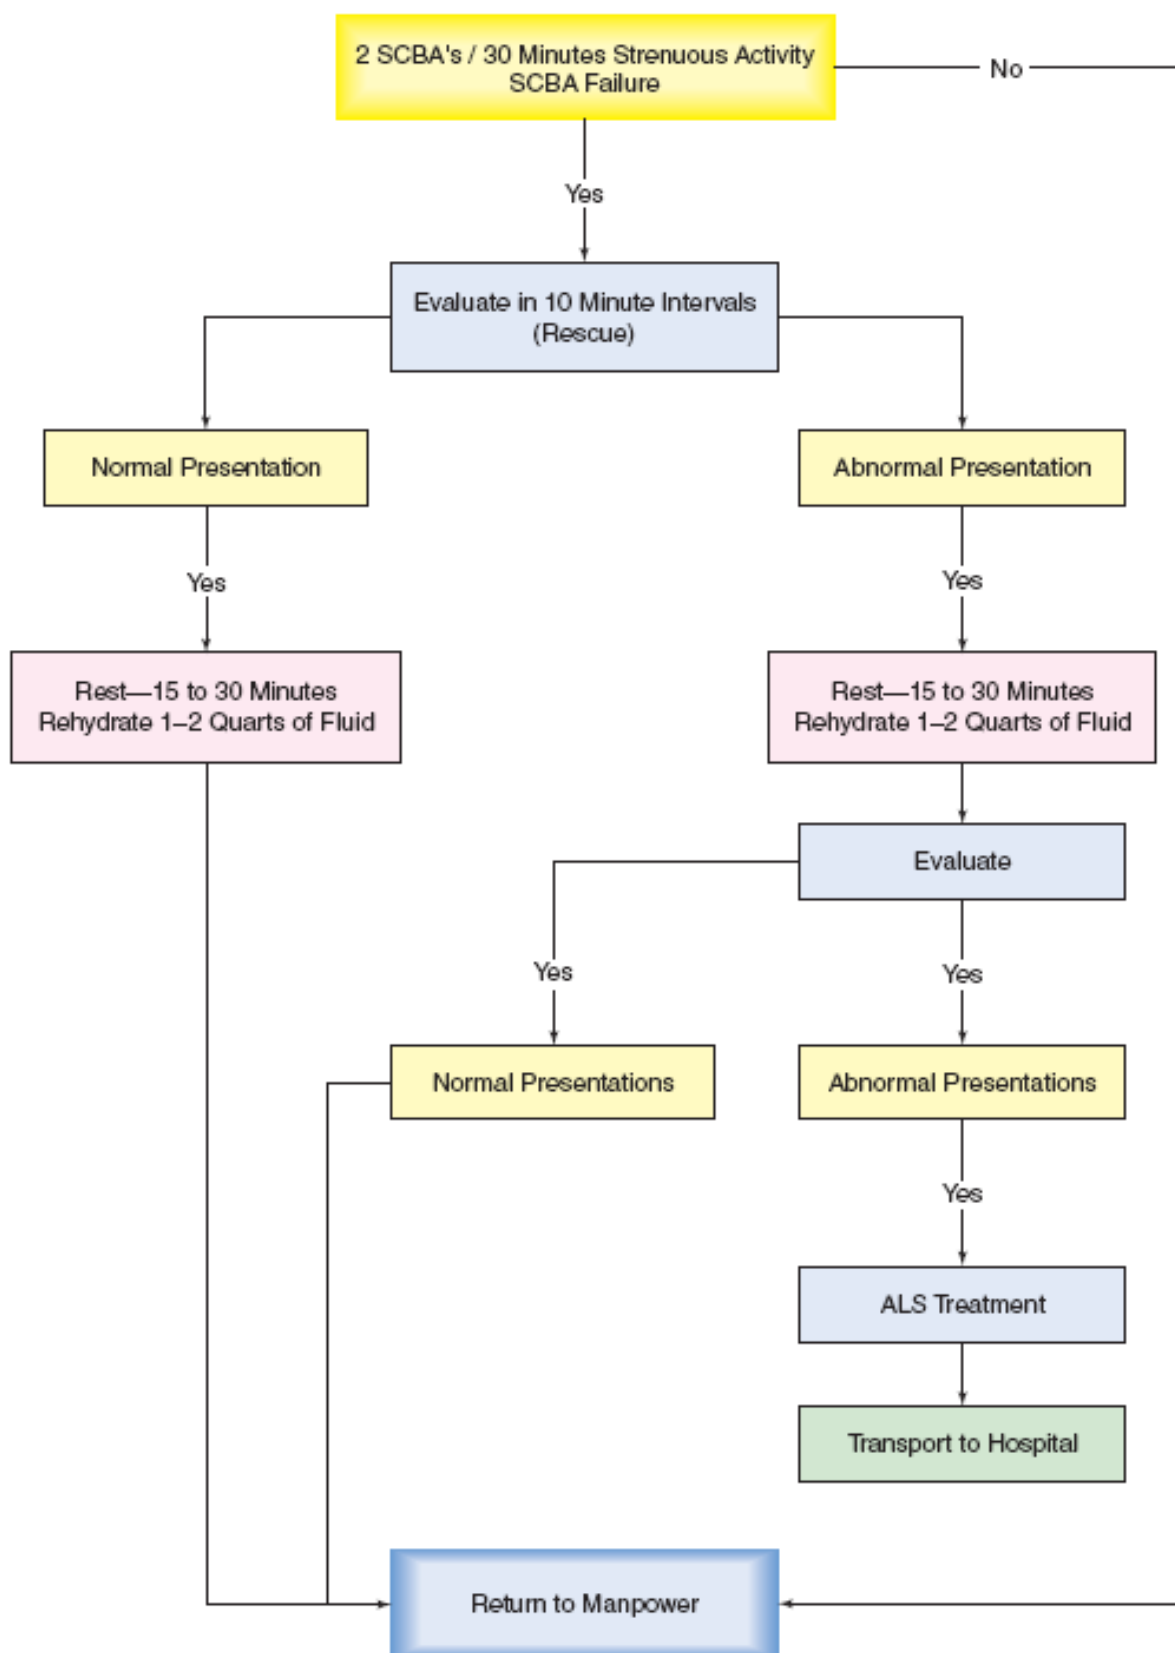 2 SCBA's / 30 Minutes Strenuous Activity
SCBA Failure
No
Yes
Evaluate in 10 Minute Intervals
(Rescue)
Normal Presentation
Abnormal Presentation
Yes
Yes
Rest—15 to 30 Minutes
Rehydrate 1–2 Quarts of Fluid
Rest—15 to 30 Minutes
Rehydrate 1–2 Quarts of Fluid
Evaluate
Yes
Yes
Normal Presentations
Abnormal Presentations
Yes
ALS Treatment
Transport to Hospital
Return to Manpower